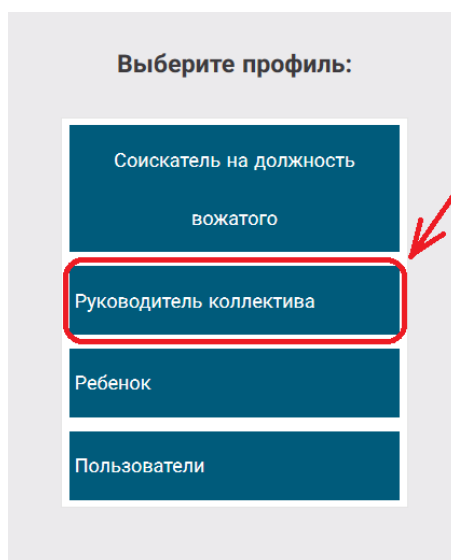 Выберите профиль:
Соискатель на должность
вожатого
Руководитель коллектива
Ребенок
Пользователи